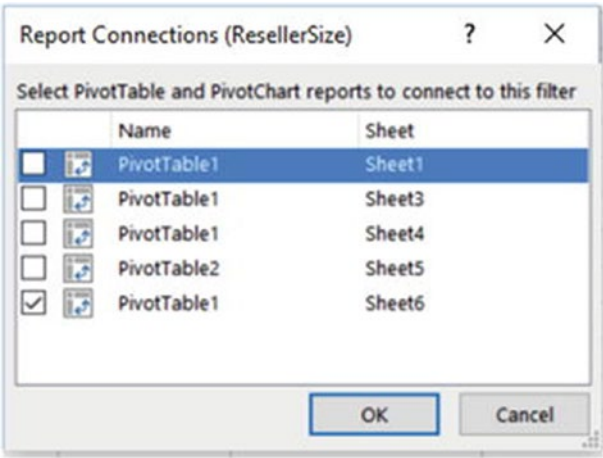 Report Connections (ResellerSize) ? ×
Select PivotTable and PivotChart reports to connect to this filter
Name Sheet
PivotTable1 Sheet1
PivotTable1 Sheet3
PivotTable1 Sheet4
PivotTable2 Sheet5
PivotTable1 Sheet6
OK Cancel